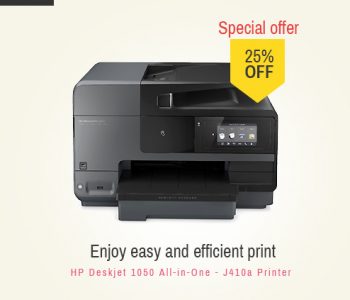 Special offer
25%
OFF
Enjoy easy and efficient print
HP Deskjet 1050 All-in-One - J410a Printer